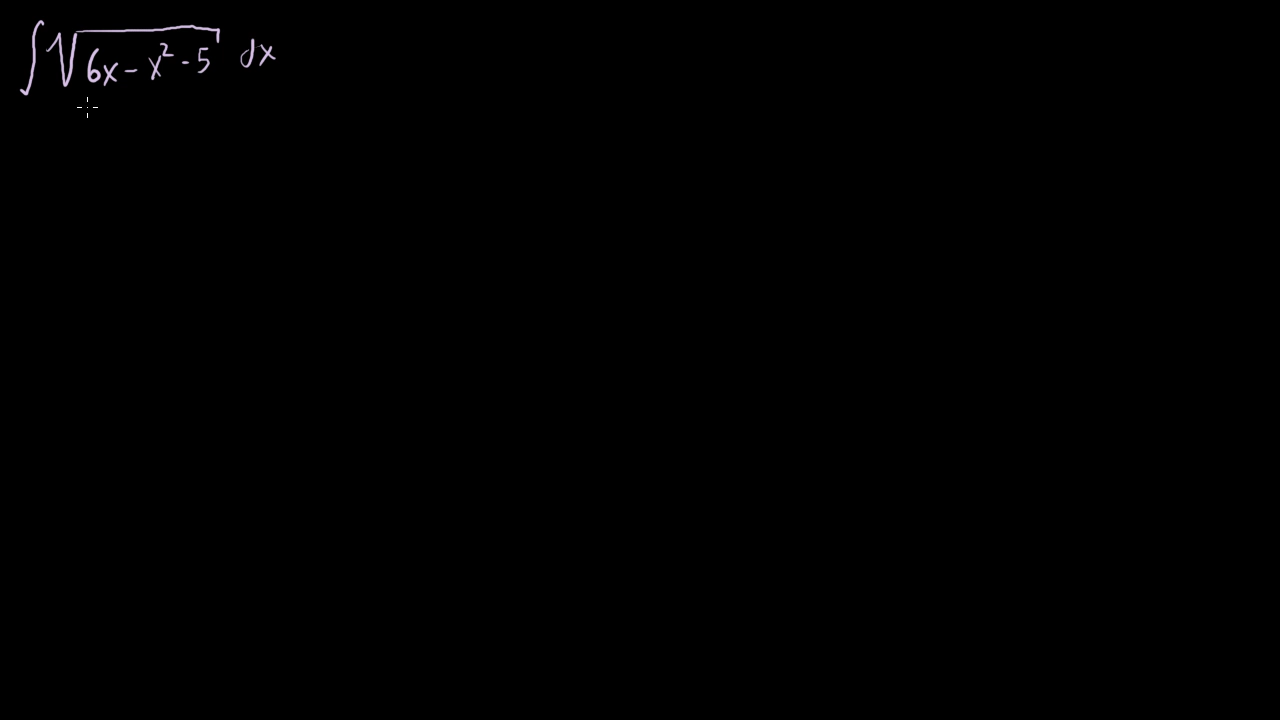 ∫√(6x - x² - 5) dx